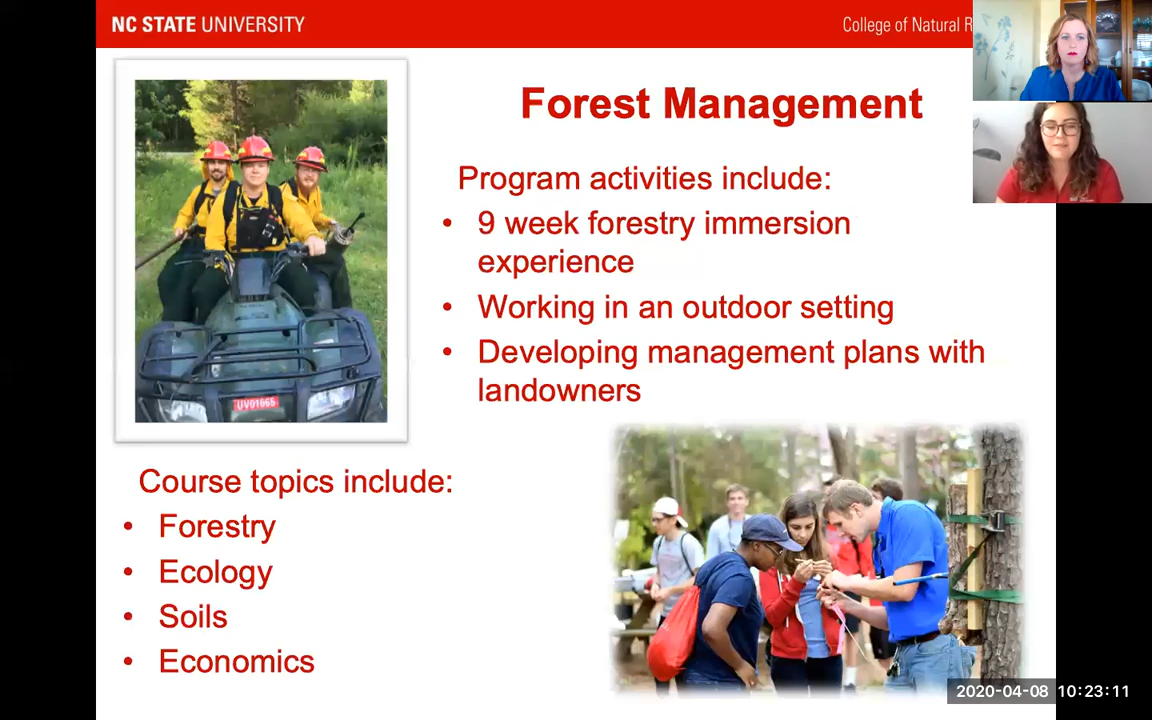 NC STATE UNIVERSITY
College of Natural R
Forest Management
Program activities include:
• 9 week forestry immersion
experience
• Working in an outdoor setting
• Developing management plans with
landowners
UV01665
Course topics include:
• Forestry
• Ecology
• Soils
• Economics
2020-04-08 10:23:11